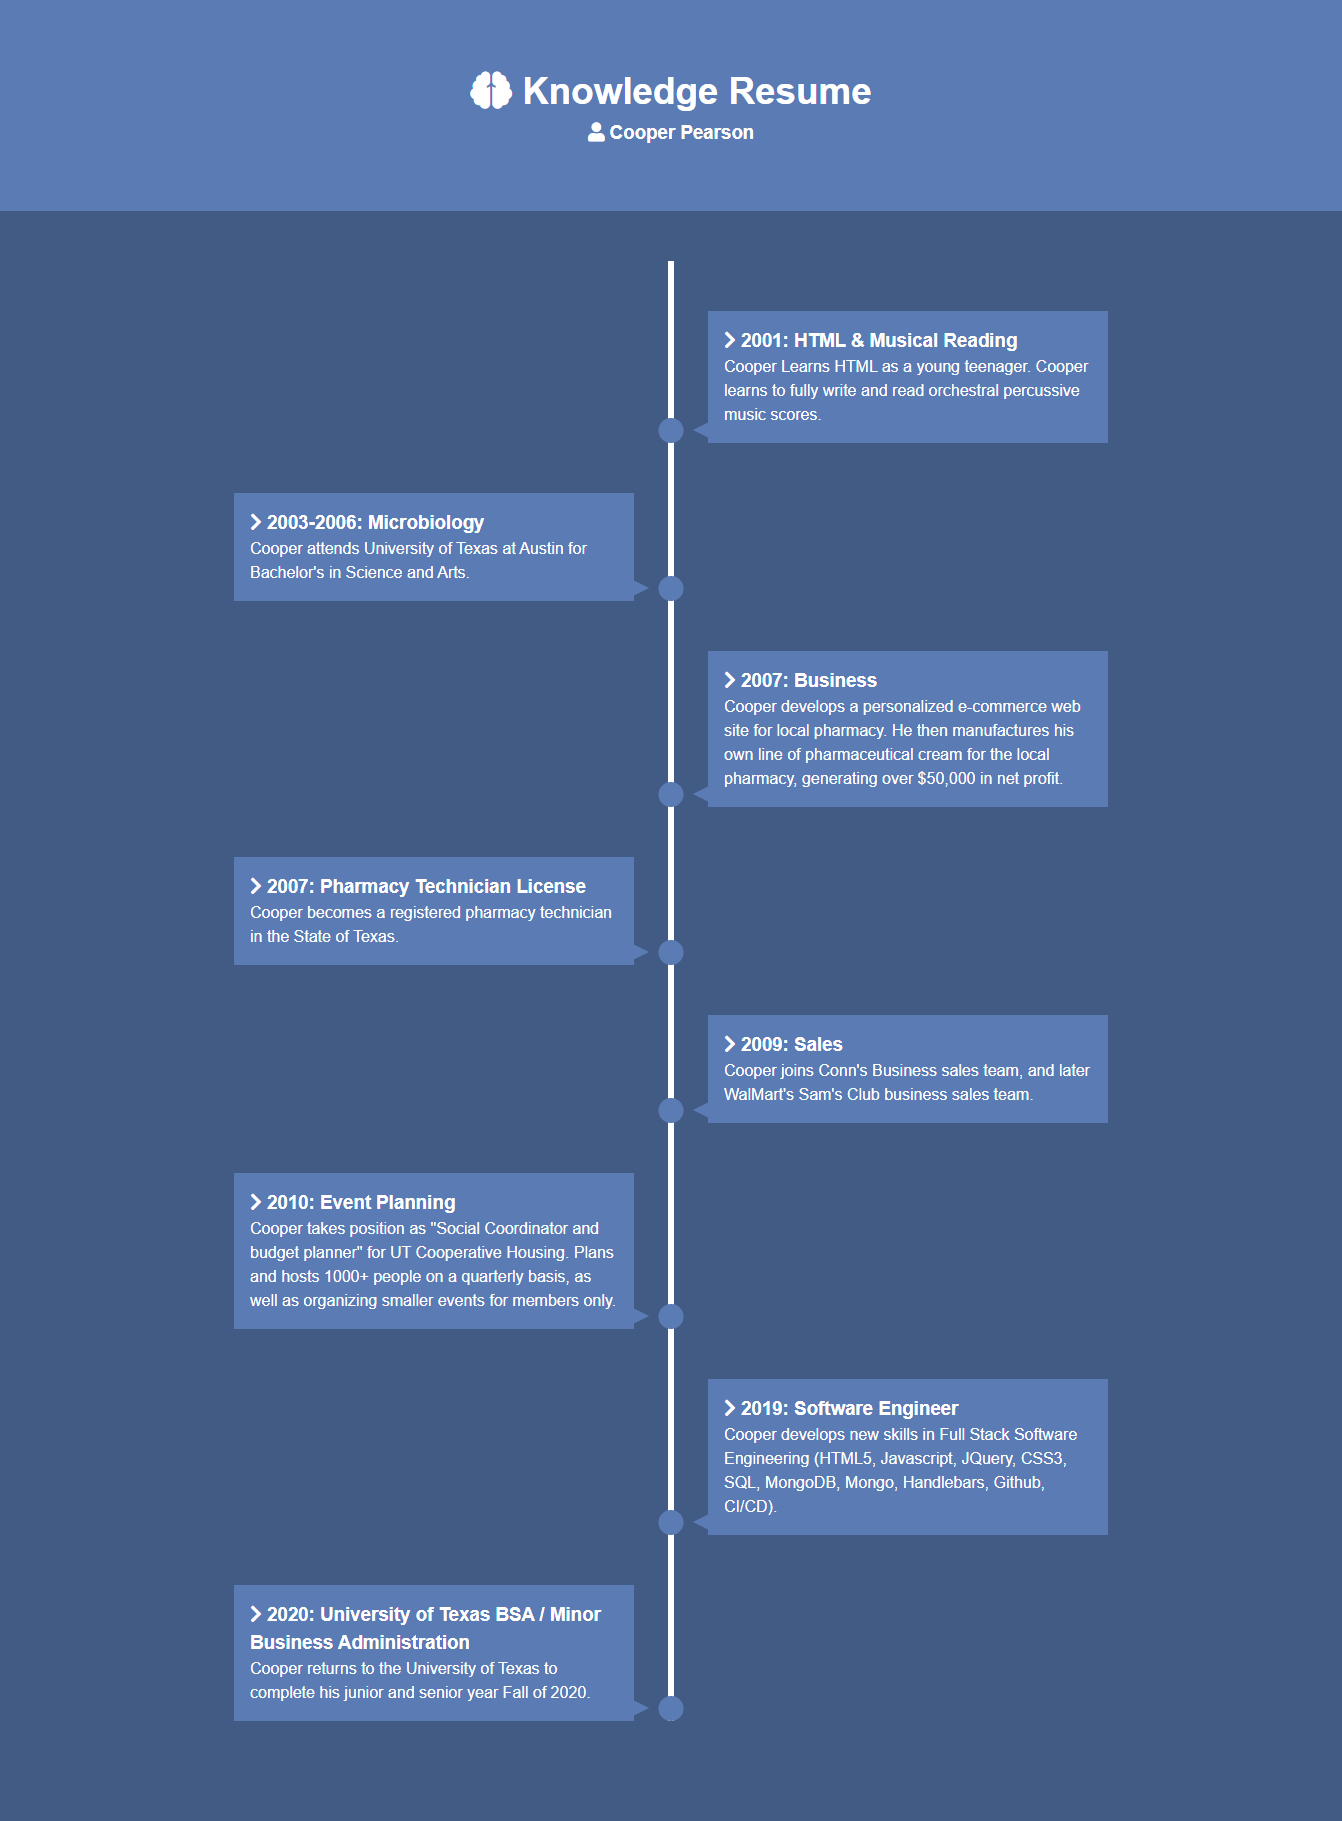 Knowledge Resume
Cooper Pearson
2001: HTML & Musical Reading
Cooper Learns HTML as a young teenager. Cooper
learns to fully write and read orchestral percussive
music scores.
2003-2006: Microbiology
Cooper attends University of Texas at Austin for
Bachelor's in Science and Arts.
2007: Business
Cooper develops a personalized e-commerce web
site for local pharmacy. He then manufactures his
own line of pharmaceutical cream for the local
pharmacy, generating over $50,000 in net profit.
2007: Pharmacy Technician License
Cooper becomes a registered pharmacy technician
in the State of Texas.
2009: Sales
Cooper joins Conn's Business sales team, and later
WalMart's Sam's Club business sales team.
2010: Event Planning
Cooper takes position as "Social Coordinator and
budget planner" for UT Cooperative Housing. Plans
and hosts 1000+ people on a quarterly basis, as
well as organizing smaller events for members only.
2019: Software Engineer
Cooper develops new skills in Full Stack Software
Engineering (HTML5, Javascript, JQuery, CSS3,
SQL, MongoDB, Mongo, Handlebars, Github,
CI/CD).
2020: University of Texas BSA / Minor
Business Administration
Cooper returns to the University of Texas to
complete his junior and senior year Fall of 2020.